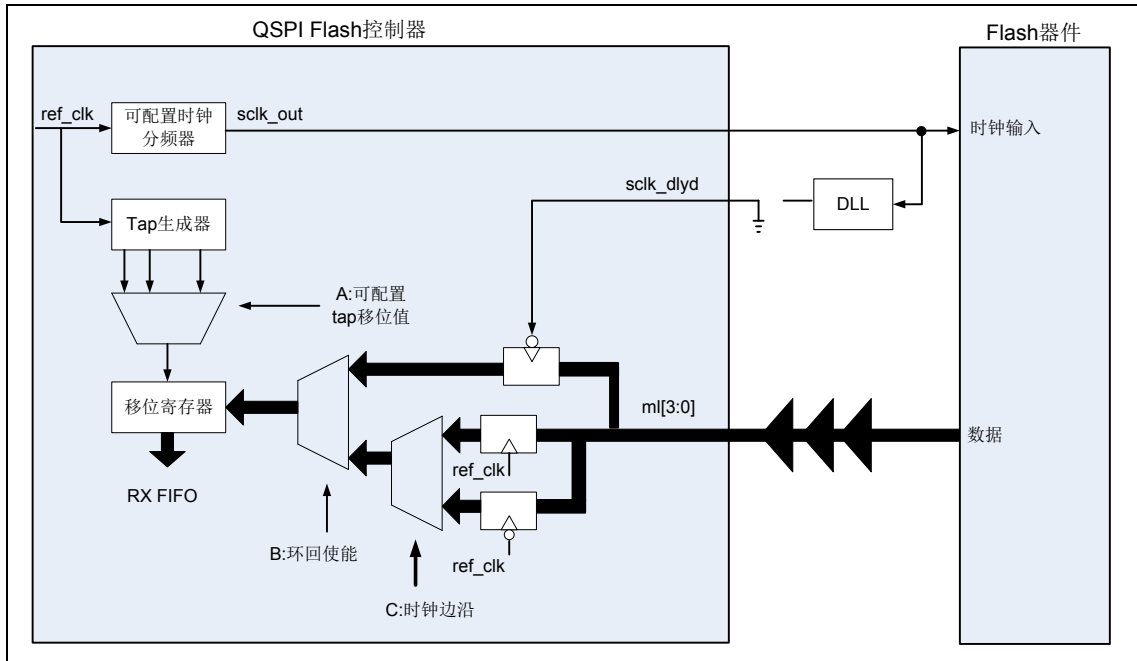 QSPI Flash控制器
Flash器件
ref_clk
可配置时钟
分频器
sclk_out
时钟输入
sclk_dlyd
DLL
Tap生成器
A:可配置
tap移位值
移位寄存器
ml[3:0]
数据
ref_clk
RX FIFO
B:环回使能
ref_clk
C:时钟边沿